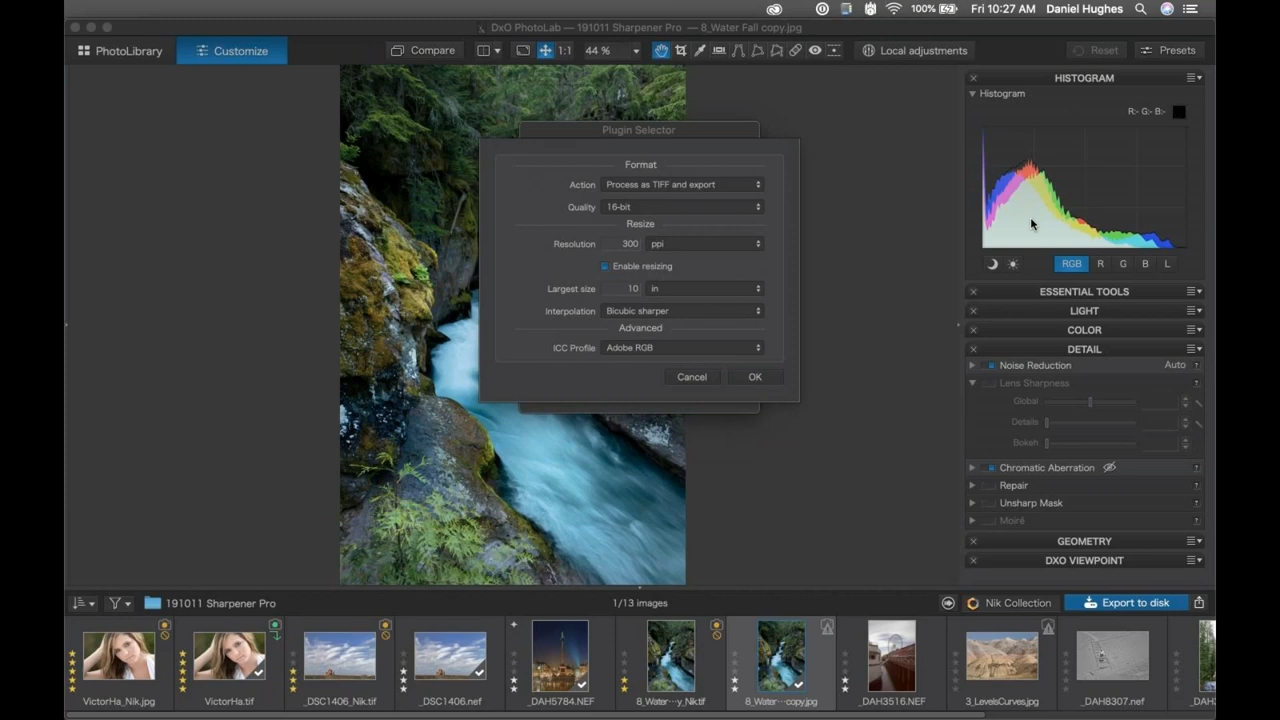 100% Fri 10:27 AM Daniel Hughes
DxO PhotoLab — 191011 Sharpener Pro — 8_Water Fall copy.jpg
PhotoLibrary Customize Compare 1:1 44 % Local adjustments Reset Presets
HISTOGRAM
Histogram
R:- G:- B:-
RGB R G B L
Plugin Selector
Format
Action Process as TIFF and export
Quality 16-bit
Resize
Resolution 300 ppi
Enable resizing
Largest size 10 in
Interpolation Bicubic sharper
Advanced
ICC Profile Adobe RGB
Cancel OK
ESSENTIAL TOOLS
LIGHT
COLOR
DETAIL
Noise Reduction Auto ?
Lens Sharpness ?
Global
Details
Bokeh
Chromatic Aberration ?
Repair ?
Unsharp Mask ?
Moiré ?
GEOMETRY
DXO VIEWPOINT
191011 Sharpener Pro 1/13 images Nik Collection Export to disk
VictorHa_Nik.jpg VictorHa.tif _DSC1406_Nik.tif _DSC1406.nef _DAH5784.NEF 8_Water···y_Nik.tif 8_Water···copy.jpg _DAH3516.NEF 3_LevelsCurves.jpg _DAH8307.nef